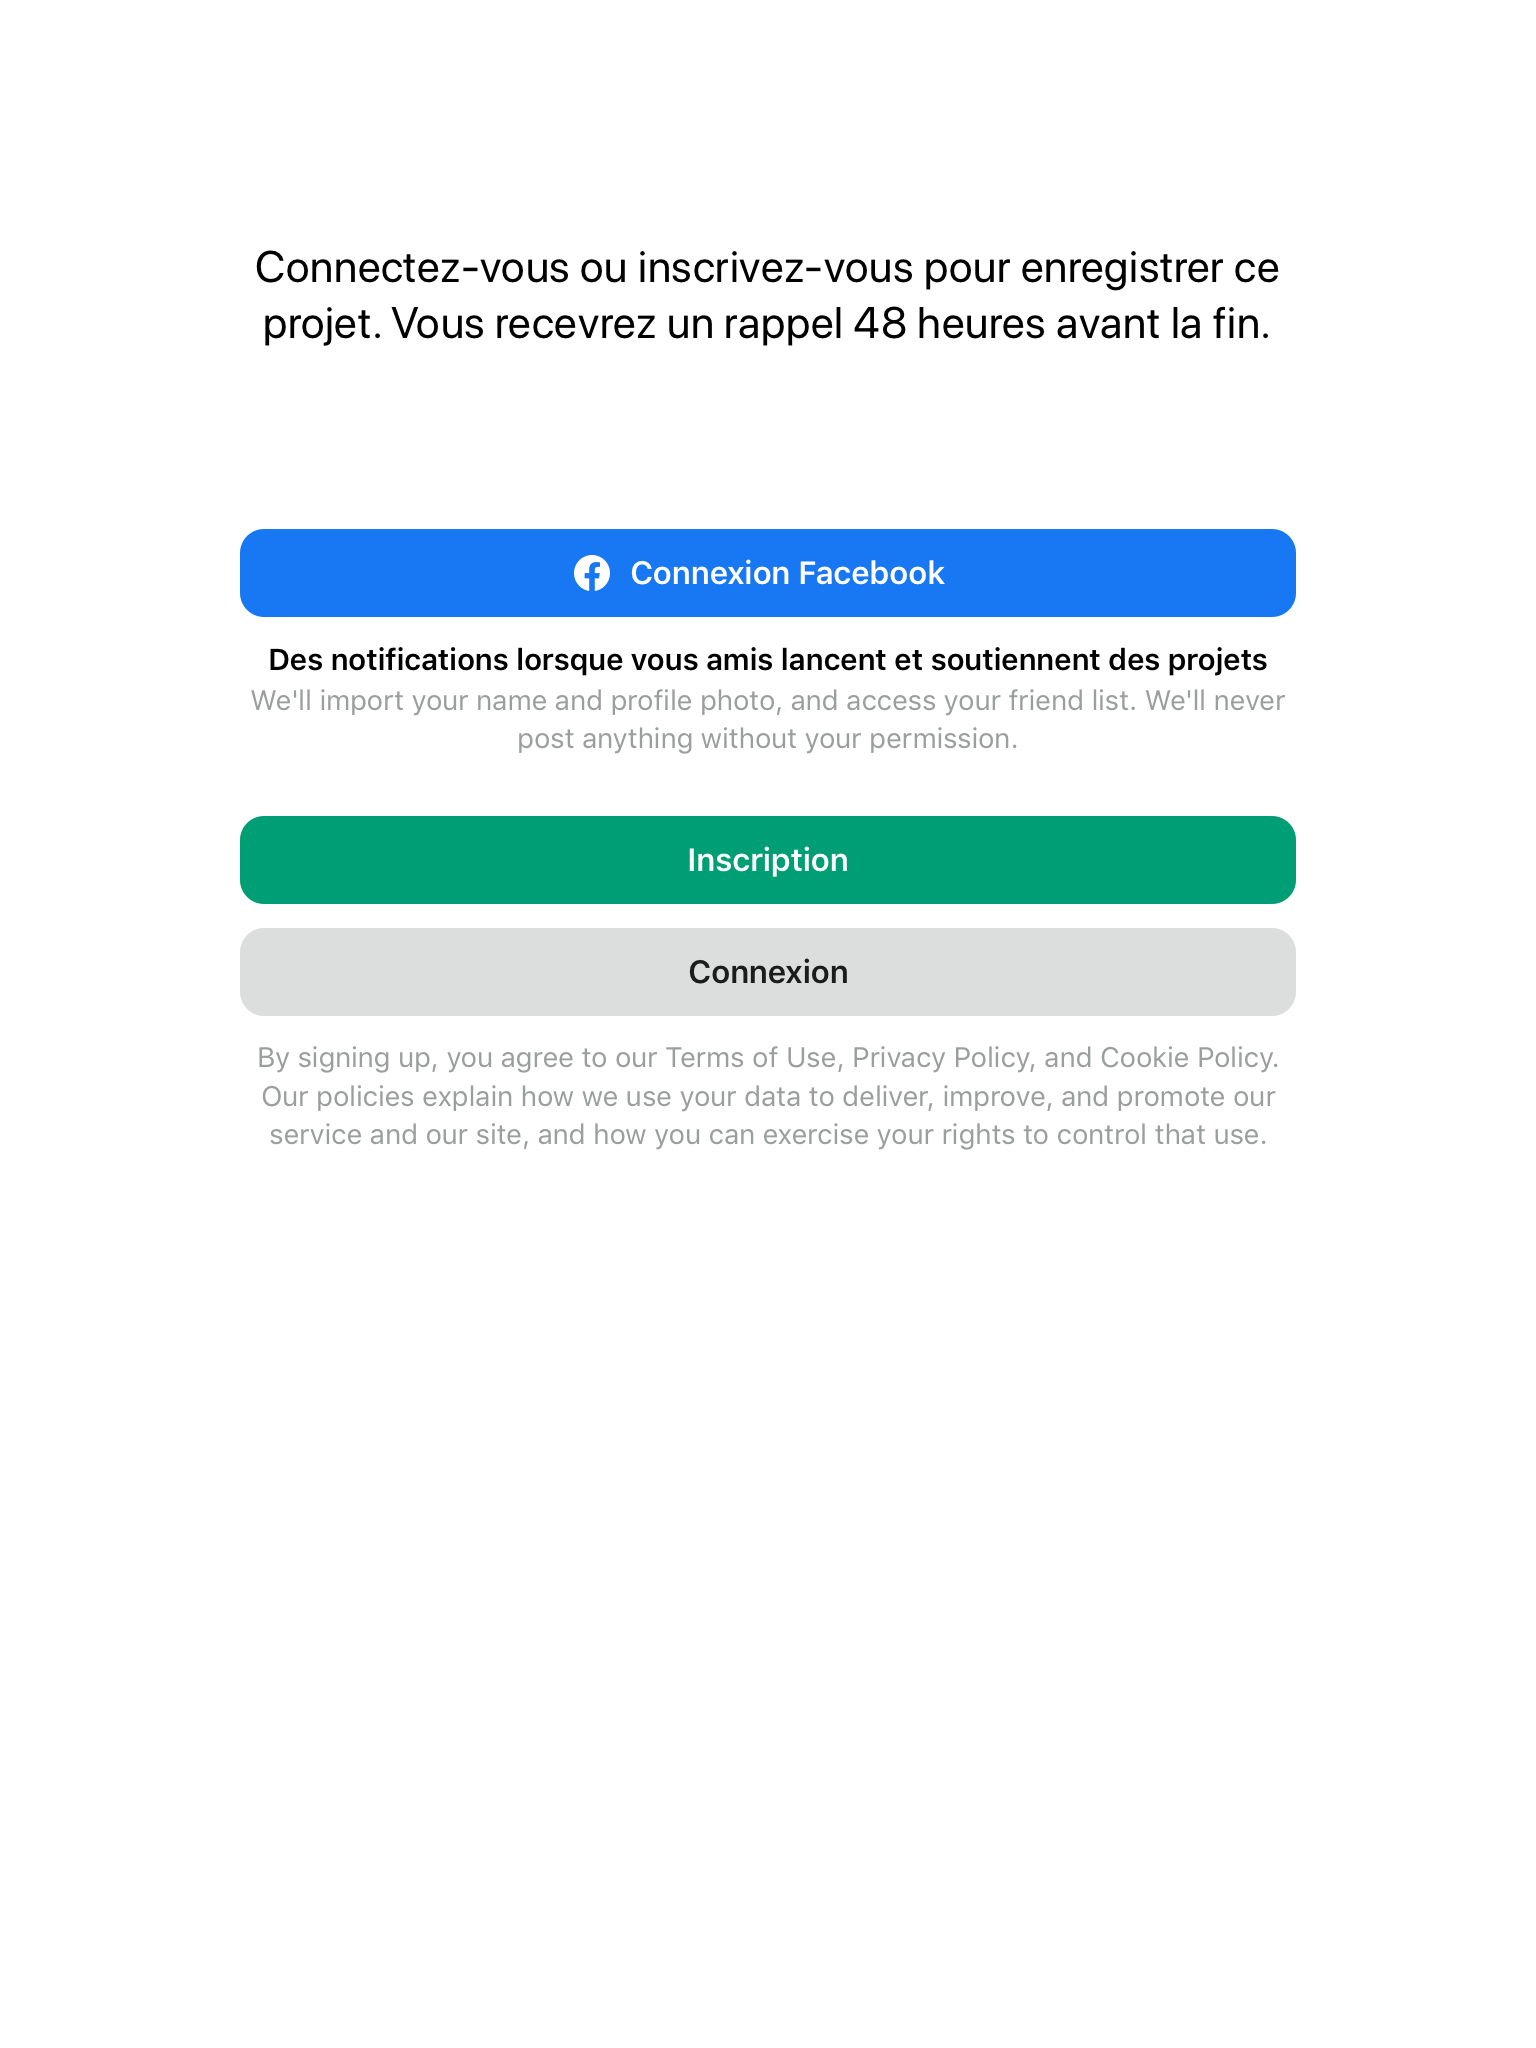 Connectez-vous ou inscrivez-vous pour enregistrer ce
projet. Vous recevrez un rappel 48 heures avant la fin.
Connexion Facebook
Des notifications lorsque vous amis lancent et soutiennent des projets
We'll import your name and profile photo, and access your friend list. We'll never
post anything without your permission.
Inscription
Connexion
By signing up, you agree to our Terms of Use, Privacy Policy, and Cookie Policy.
Our policies explain how we use your data to deliver, improve, and promote our
service and our site, and how you can exercise your rights to control that use.